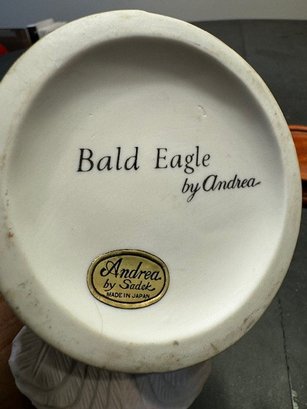 Bald Eagle
by Andrea
Andrea
by Sadek
MADE IN JAPAN